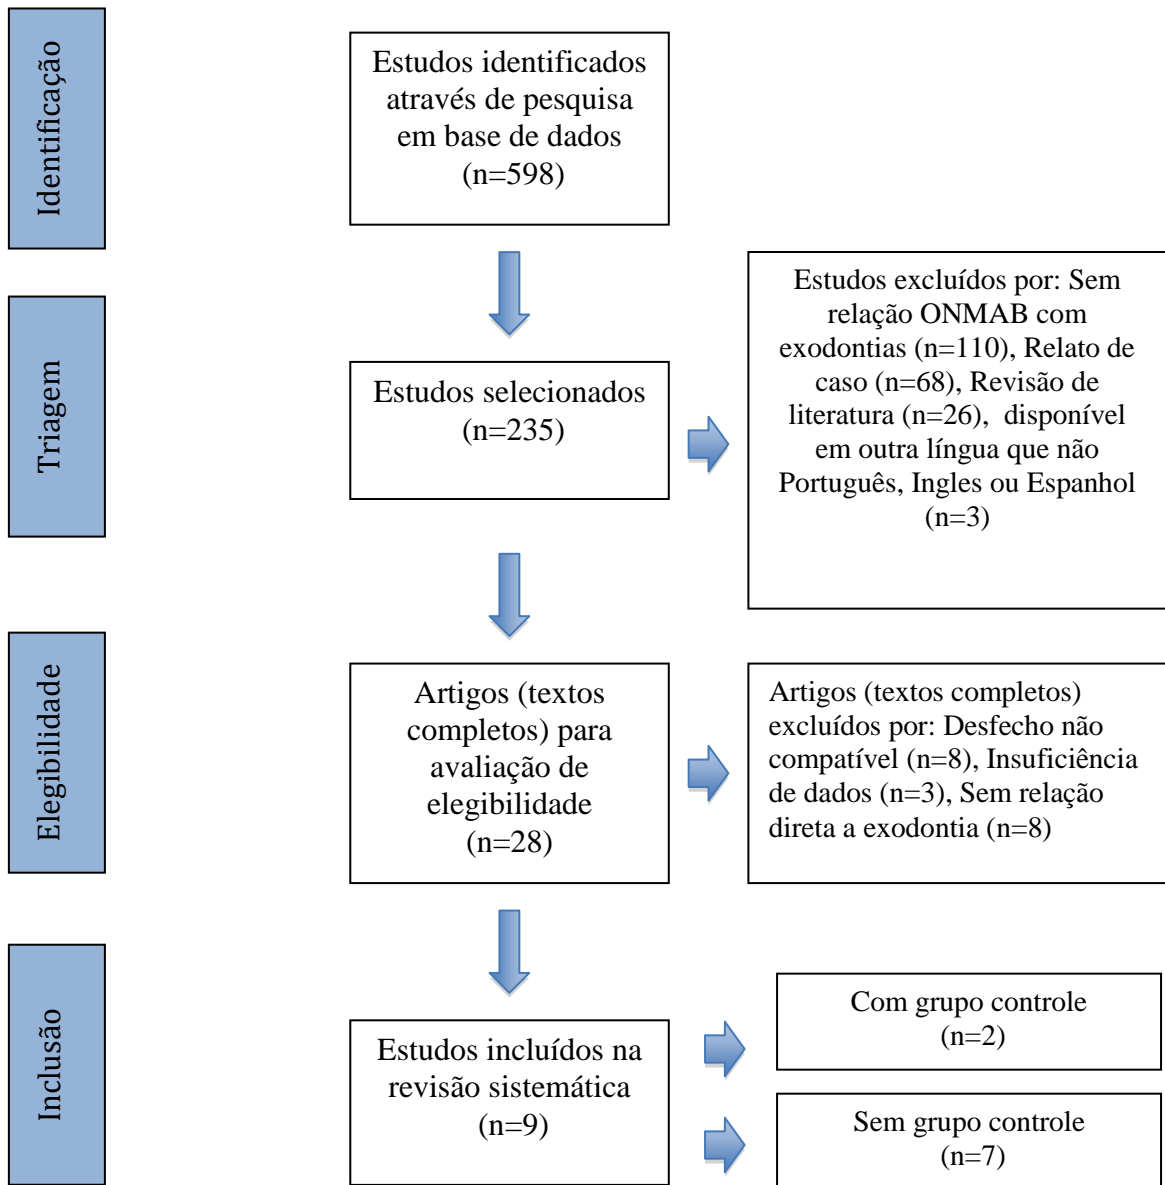 Identificação
Estudos identificados
através de pesquisa
em base de dados
(n=598)
Triagem
Estudos selecionados
(n=235)
Estudos excluídos por: Sem
relação ONMAB com
exodontias (n=110), Relato de
caso (n=68), Revisão de
literatura (n=26), disponível
em outra língua que não
Português, Ingles ou Espanhol
(n=3)
Elegibilidade
Artigos (textos
completos) para
avaliação de
elegibilidade
(n=28)
Artigos (textos completos)
excluídos por: Desfecho não
compatível (n=8), Insuficiência
de dados (n=3), Sem relação
direta a exodontia (n=8)
Inclusão
Estudos incluídos na
revisão sistemática
(n=9)
Com grupo controle
(n=2)
Sem grupo controle
(n=7)